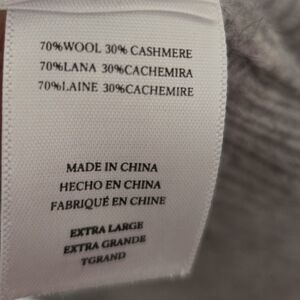 70%WOOL 30% CASHMERE
70%LANA 30%CACHEMIRA
70%LAINE 30%CACHEMIRE
MADE IN CHINA
HECHO EN CHINA
FABRIQUÉ EN CHINE
EXTRA LARGE
EXTRA GRANDE
TGRAND